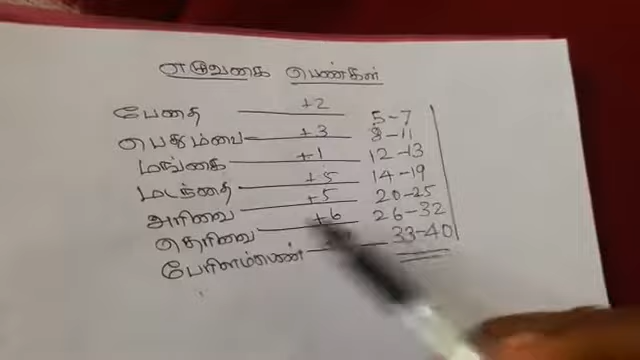 எழுவகை பெண்கள்
பேதை +2 5-7
பெதும்பை +3 8-11
மங்கை +1 12-13
மடந்தை +5 14-19
அரிவை +5 20-25
தெரிவை +6 26-32
பேரிளம்பெண் 33-40